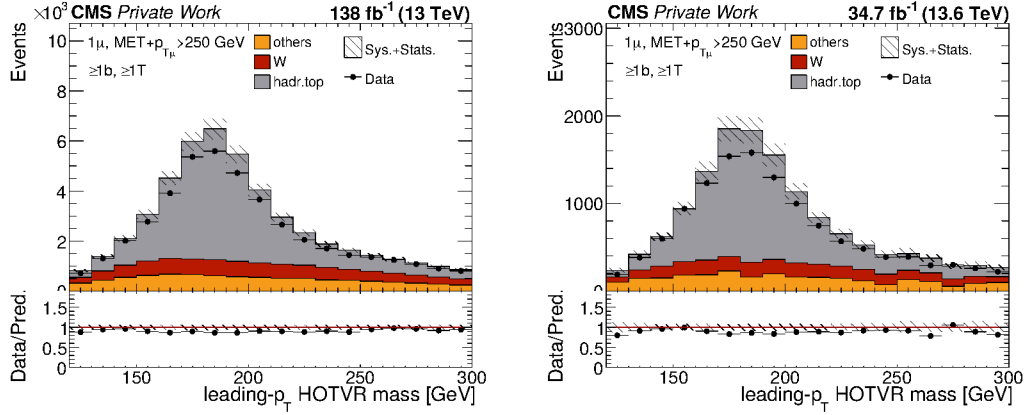 ×10³ CMS Private Work 138 fb⁻¹ (13 TeV)
Events
1μ, MET+p_Tμ>250 GeV
≥1b, ≥1T
others
W
hadr.top
Sys.+Stats.
Data
8
6
4
2
0
Data/Pred.
1.5
1
0.5
0
150 200 250 300
leading-p_T HOTVR mass [GeV]
CMS Private Work 34.7 fb⁻¹ (13.6 TeV)
Events
1μ, MET+p_Tμ>250 GeV
≥1b, ≥1T
others
W
hadr.top
Sys.+Stats.
Data
3000
2000
1000
0
Data/Pred.
1.5
1
0.5
0
150 200 250 300
leading-p_T HOTVR mass [GeV]